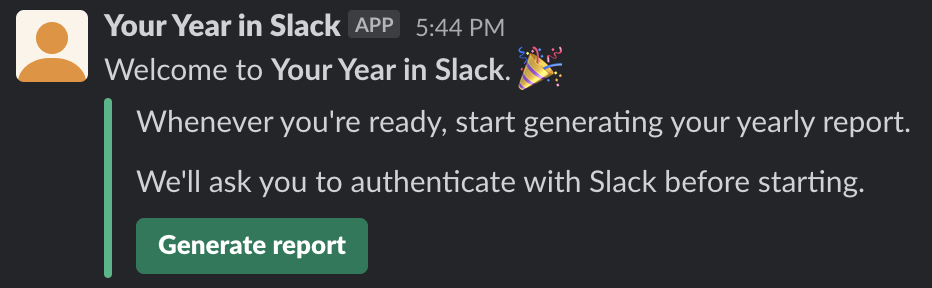 Your Year in Slack APP 5:44 PM
Welcome to Your Year in Slack. 🎉
Whenever you're ready, start generating your yearly report.
We'll ask you to authenticate with Slack before starting.
Generate report